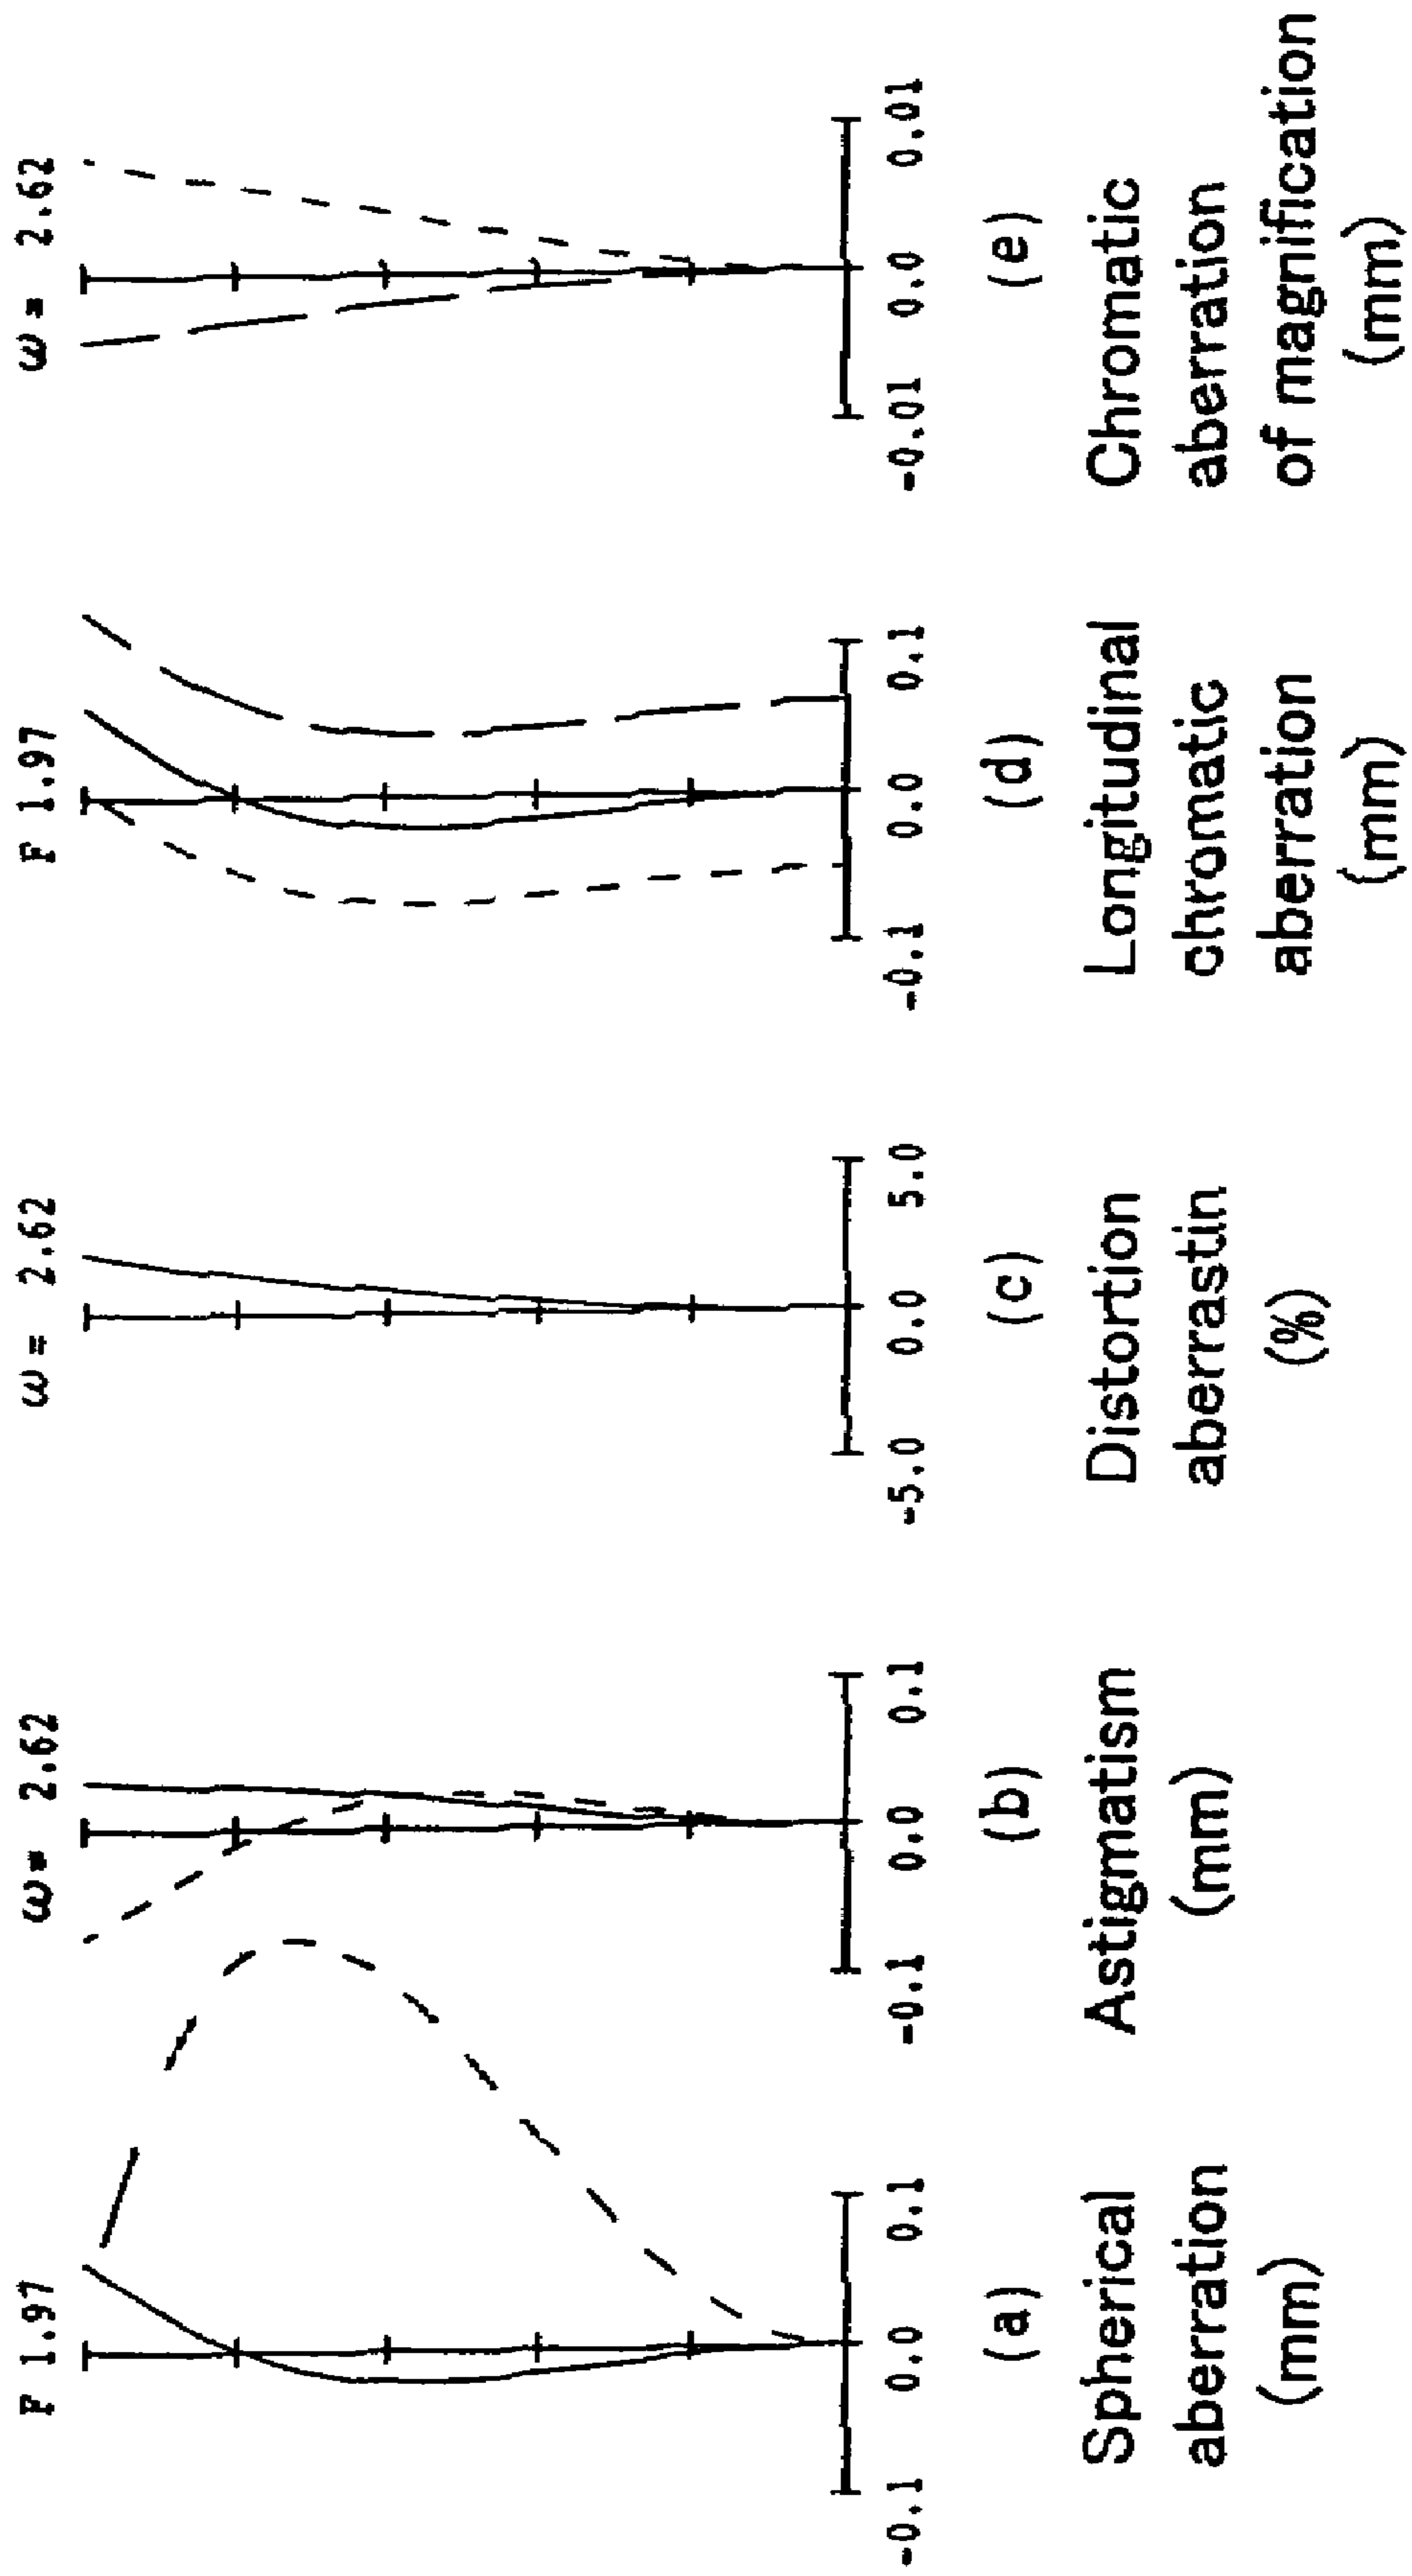 F 1.97
-0.1 0.0 0.1
(a)
Spherical
aberration
(mm)
ω= 2.62
-0.1 0.0 0.1
(b)
Astigmatism
(mm)
ω= 2.62
-5.0 0.0 5.0
(c)
Distortion
aberrastin
(%)
F 1.97
-0.1 0.0 0.1
(d)
Longitudinal
chromatic
aberration
(mm)
ω= 2.62
-0.01 0.0 0.01
(e)
Chromatic
aberration
of magnification
(mm)